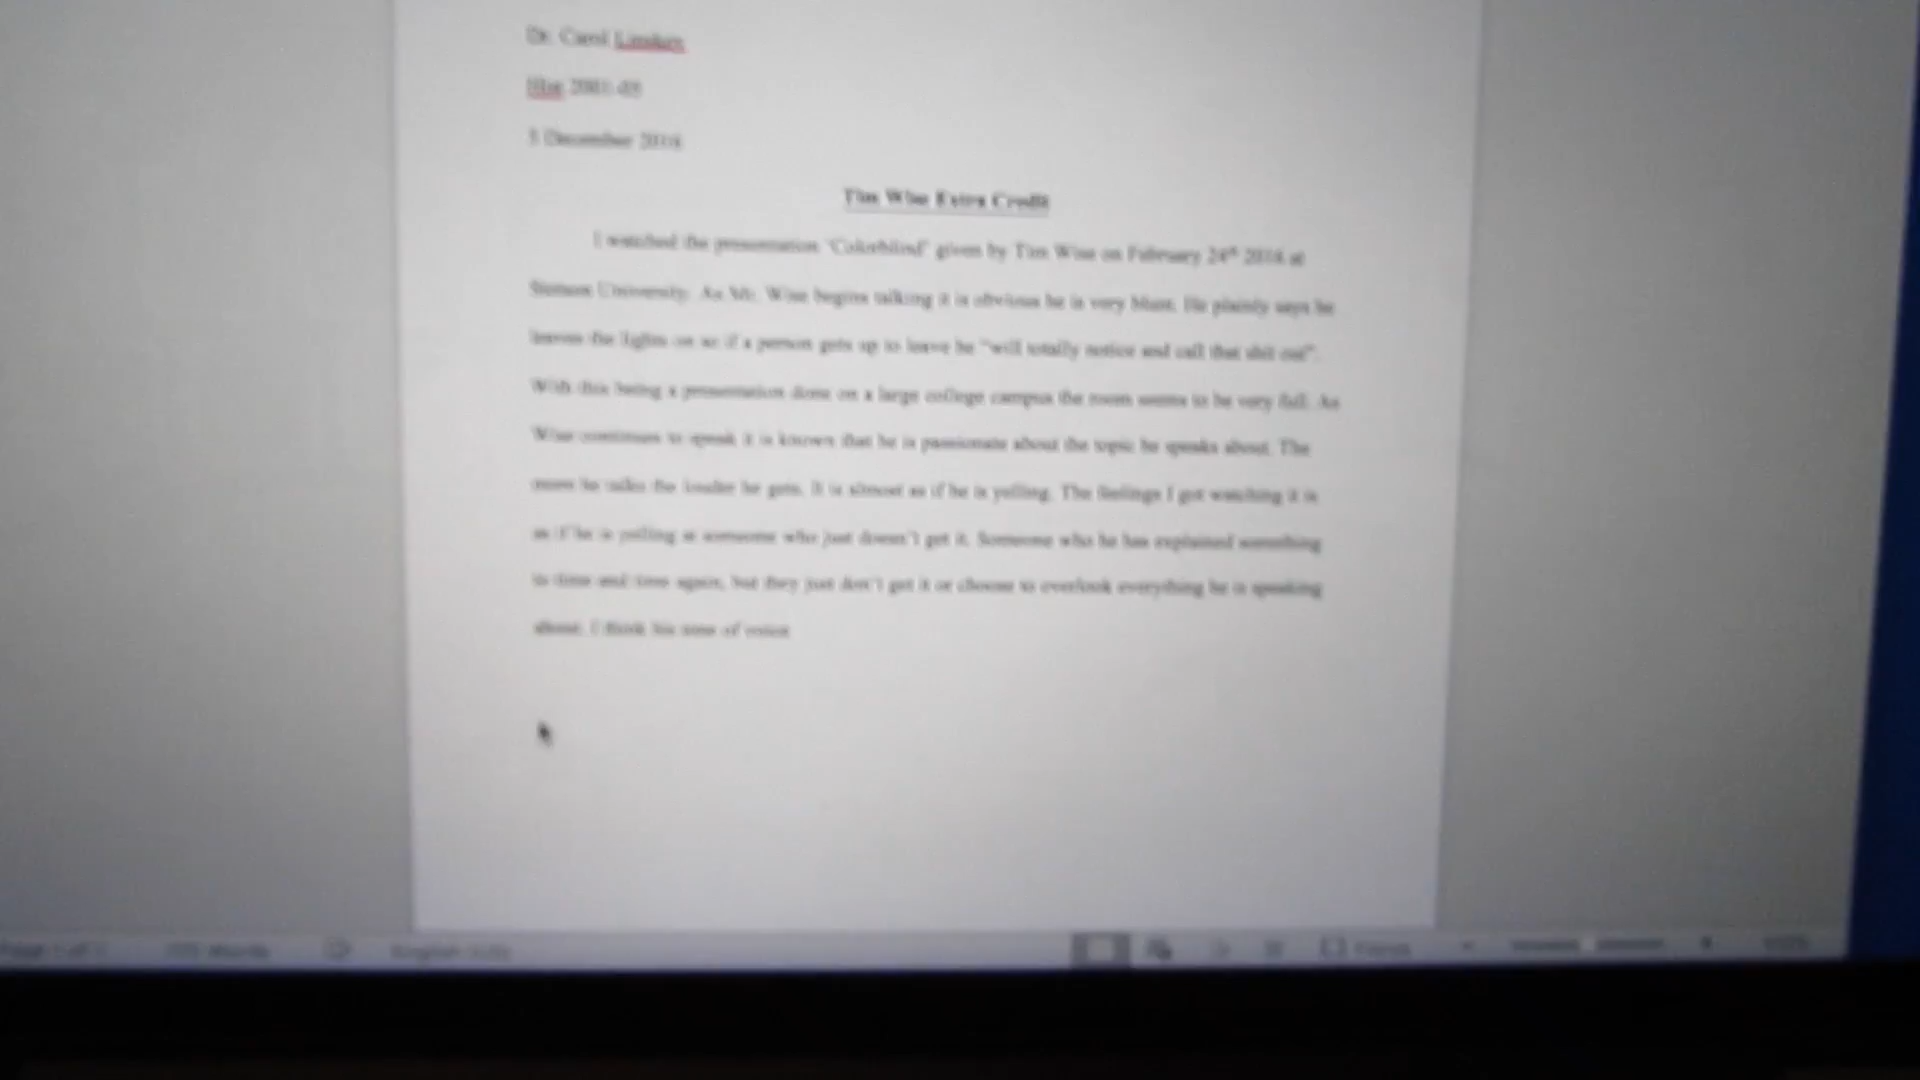 Dr. Carol
December
Tim Wise Extra Credit
I watched the presentation "Colorblind" given by Tim Wise on February 24th at
University. As Mr. Wise begins talking it is obvious he is very blunt. He plainly says he
leaves the lights on so if a person gets up to leave he "will totally notice and call that shit out".
With this being a presentation done on a large college campus the room seems to be very full. As
Wise continues to speak it is known that he is passionate about the topic he speaks about. The
more he talks the louder he gets. It is almost as if he is yelling. The feelings I got watching it is
as if he is yelling at someone who just doesn't get it. Someone who he has explained something
to time and time again, but they just don't get it or choose to overlook everything he is speaking
about. I think his tone of voice
Words
English
Focus